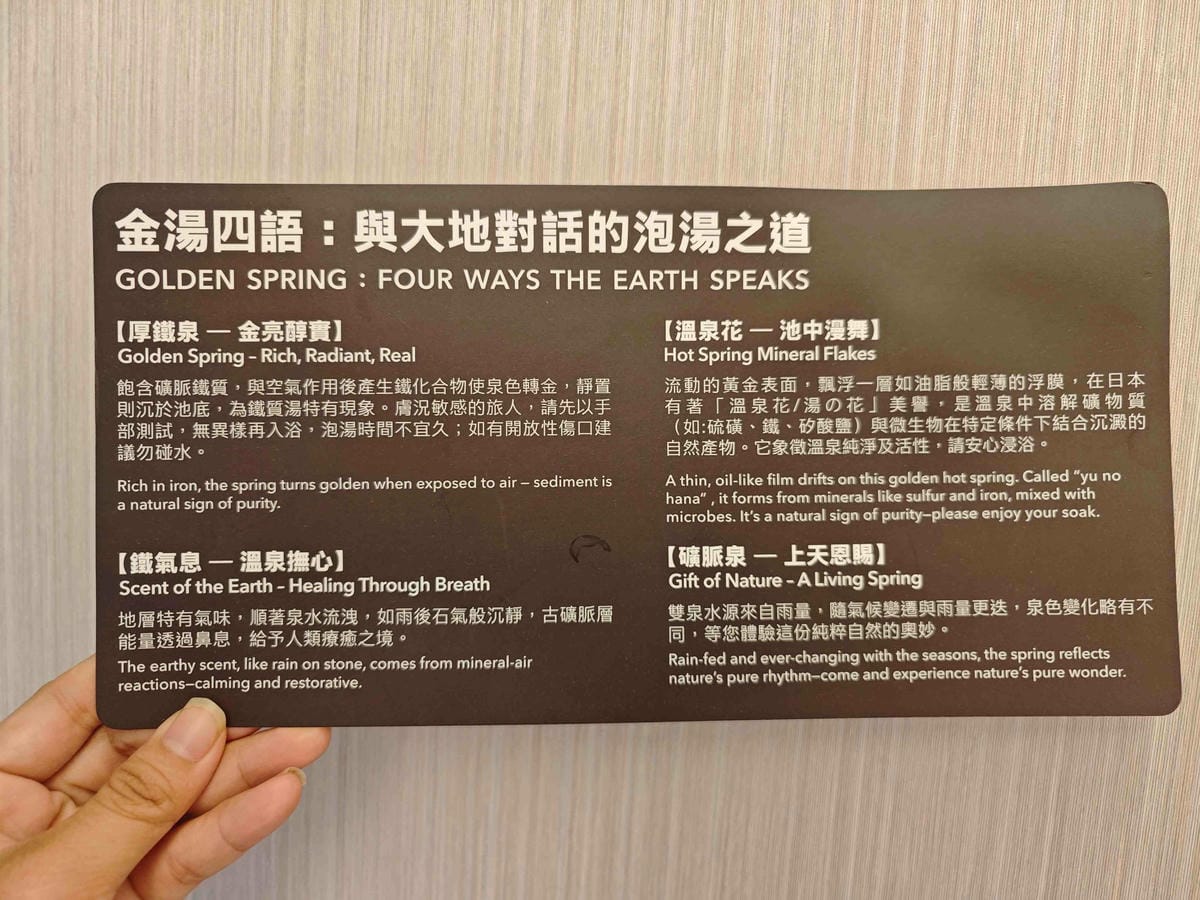 金湯四語：與大地對話的泡湯之道
GOLDEN SPRING：FOUR WAYS THE EARTH SPEAKS
【厚鐵泉 — 金亮醇實】
Golden Spring – Rich, Radiant, Real
飽含礦脈鐵質，與空氣作用後產生鐵化合物使泉色轉金，靜置
則沉於池底，為鐵質湯特有現象。膚況敏感的旅人，請先以手
部測試，無異樣再入浴，泡湯時間不宜久；如有開放性傷口建
議勿碰水。
Rich in iron, the spring turns golden when exposed to air – sediment is
a natural sign of purity.
【鐵氣息 — 溫泉撫心】
Scent of the Earth – Healing Through Breath
地層特有氣味，順著泉水流洩，如雨後石氣般沉靜，古礦脈層
能量透過鼻息，給予人類療癒之境。
The earthy scent, like rain on stone, comes from mineral-air
reactions—calming and restorative.
【溫泉花 — 池中漫舞】
Hot Spring Mineral Flakes
流動的黃金表面，飄浮一層如油脂般輕薄的浮膜，在日本
有著「溫泉花/湯の花」美譽，是溫泉中溶解礦物質
（如:硫磺、鐵、矽酸鹽）與微生物在特定條件下結合沉澱的
自然產物。它象徵溫泉純淨及活性，請安心浸浴。
A thin, oil-like film drifts on this golden hot spring. Called “yu no
hana” , it forms from minerals like sulfur and iron, mixed with
microbes. It’s a natural sign of purity—please enjoy your soak.
【礦脈泉 — 上天恩賜】
Gift of Nature – A Living Spring
雙泉水源來自雨量，隨氣候變遷與雨量更迭，泉色變化略有不
同，等您體驗這份純粹自然的奧妙。
Rain-fed and ever-changing with the seasons, the spring reflects
nature’s pure rhythm—come and experience nature’s pure wonder.